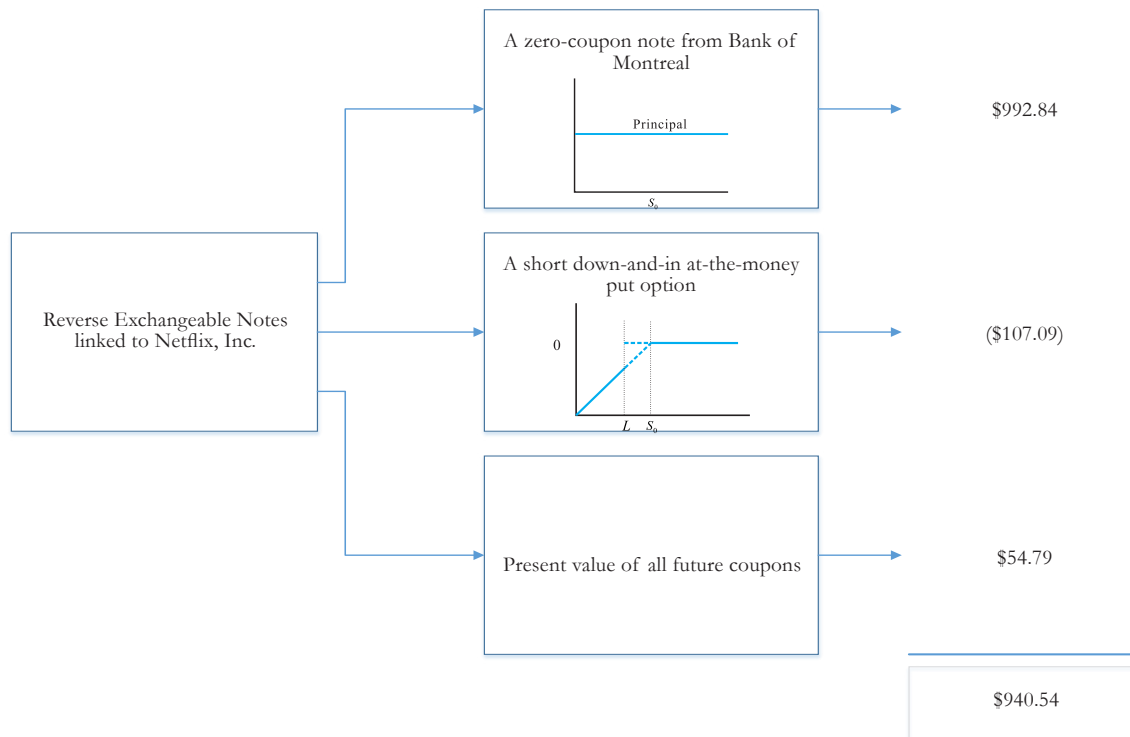 A zero-coupon note from Bank of
Montreal
Principal
S₀
$992.84
Reverse Exchangeable Notes
linked to Netflix, Inc.
A short down-and-in at-the-money
put option
0
L S₀
($107.09)
Present value of all future coupons
$54.79
$940.54